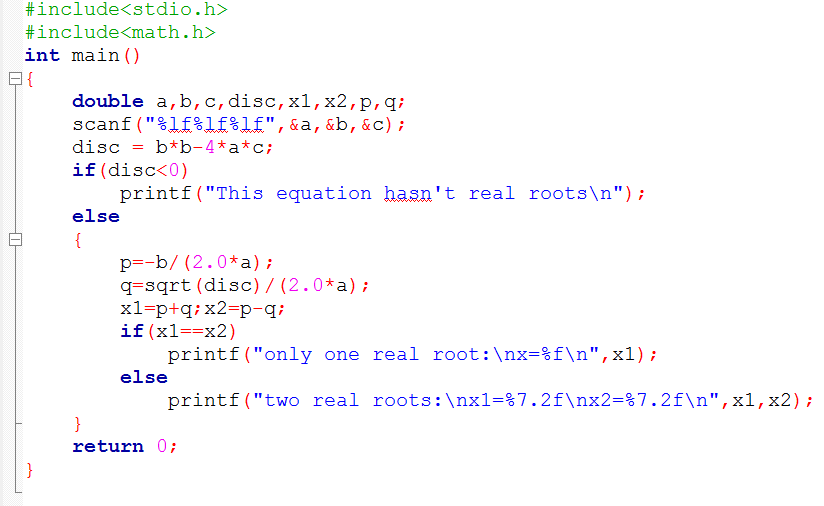 #include<stdio.h>
#include<math.h>
int main()
{
    double a,b,c,disc,x1,x2,p,q;
    scanf("%lf%lf%lf",&a,&b,&c);
    disc = b*b-4*a*c;
    if(disc<0)
        printf("This equation hasn't real roots\n");
    else
    {
        p=-b/(2.0*a);
        q=sqrt(disc)/(2.0*a);
        x1=p+q;x2=p-q;
        if(x1==x2)
            printf("only one real root:\nx=%f\n",x1);
        else
            printf("two real roots:\nx1=%7.2f\nx2=%7.2f\n",x1,x2);
    }
    return 0;
}